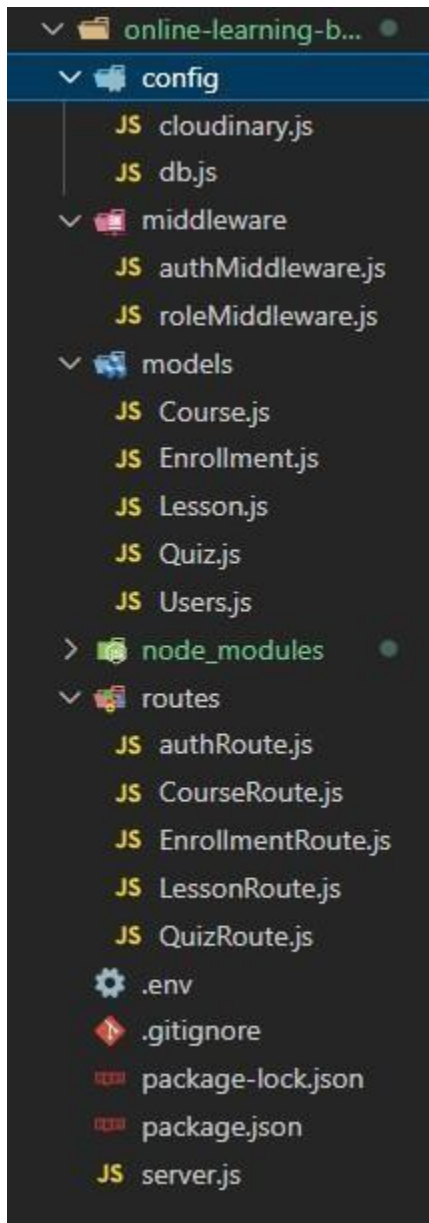 online-learning-b...
config
JS cloudinary.js
JS db.js
middleware
JS authMiddleware.js
JS roleMiddleware.js
models
JS Course.js
JS Enrollment.js
JS Lesson.js
JS Quiz.js
JS Users.js
node_modules
routes
JS authRoute.js
JS CourseRoute.js
JS EnrollmentRoute.js
JS LessonRoute.js
JS QuizRoute.js
.env
.gitignore
package-lock.json
package.json
JS server.js